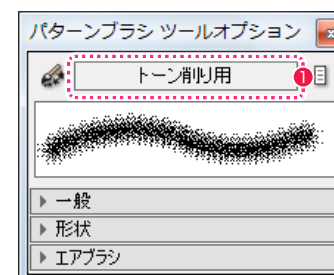 パターンブラシ ツールオプション
トーン削り用
1
一般
形状
エアブラシ